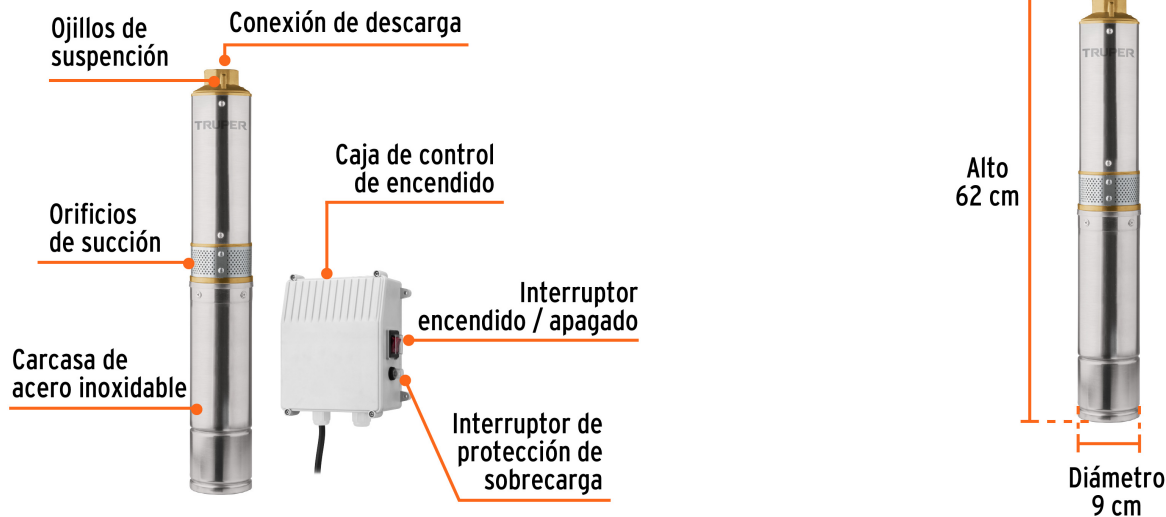 Ojillos de
suspención
Conexión de descarga
TRUPER
Caja de control
de encendido
Orificios
de succión
Interruptor
encendido / apagado
Carcasa de
acero inoxidable
Interruptor de
protección de
sobrecarga
TRUPER
Alto
62 cm
Diámetro
9 cm